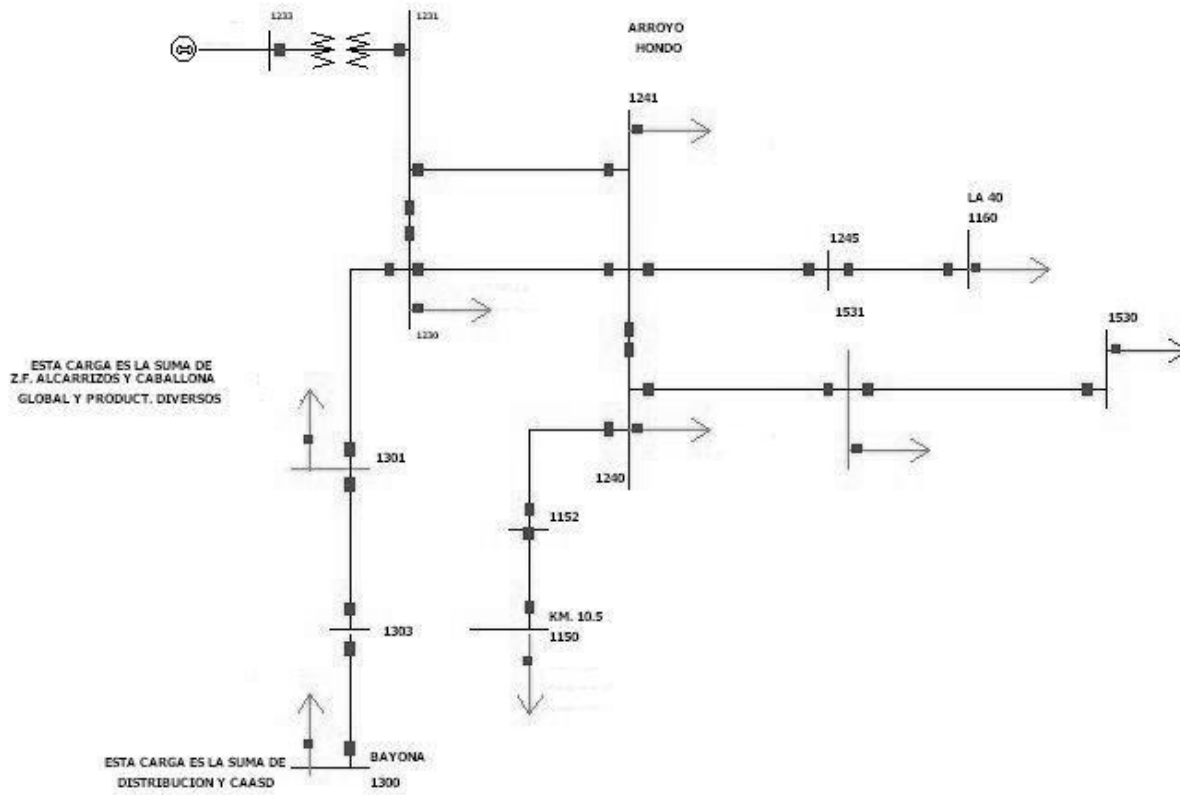 1233
1231
ARROYO
HONDO
1241
LA 40
1160
1245
1531
1530
1230
ESTA CARGA ES LA SUMA DE
Z.F. ALCARRIZOS Y CABALLONA
GLOBAL Y PRODUCT. DIVERSOS
1301
1240
1152
KM. 10.5
1150
1303
BAYONA
1300
ESTA CARGA ES LA SUMA DE
DISTRIBUCION Y CAASD